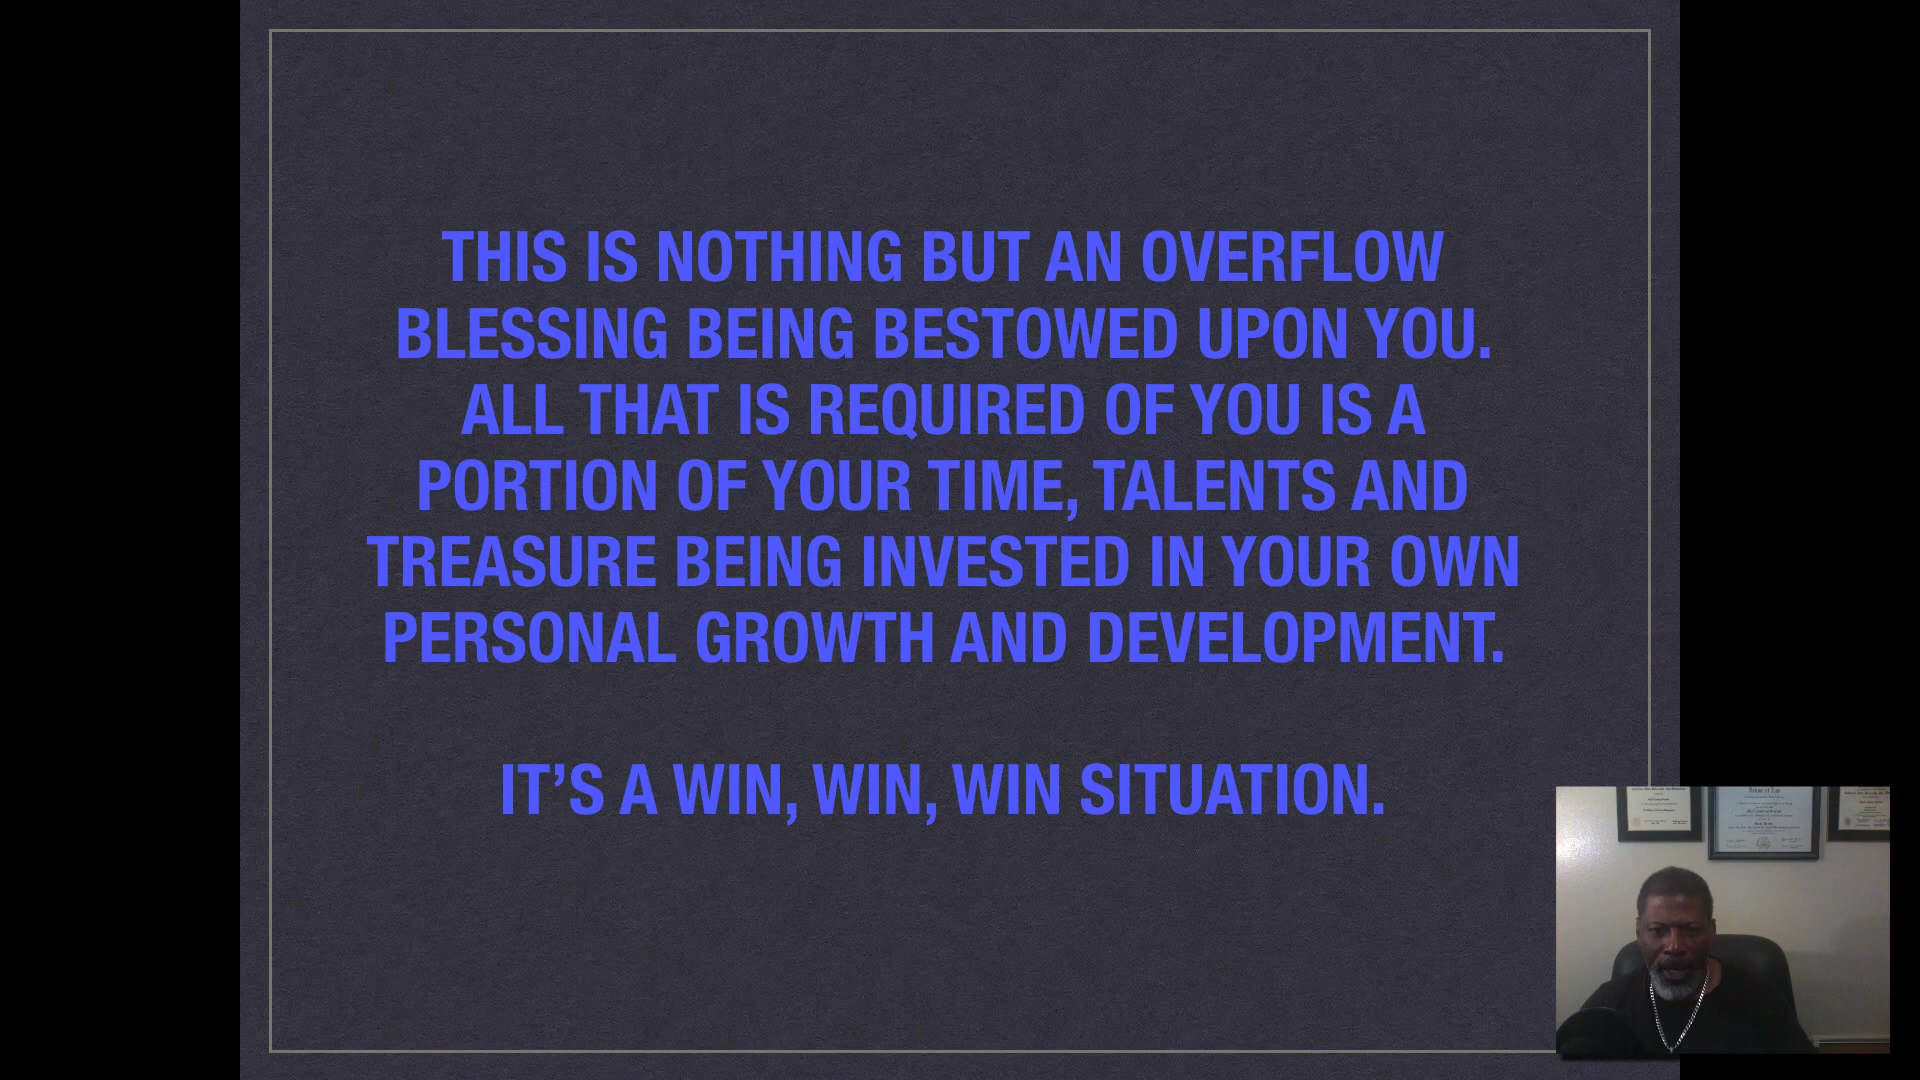 THIS IS NOTHING BUT AN OVERFLOW
BLESSING BEING BESTOWED UPON YOU.
ALL THAT IS REQUIRED OF YOU IS A
PORTION OF YOUR TIME, TALENTS AND
TREASURE BEING INVESTED IN YOUR OWN
PERSONAL GROWTH AND DEVELOPMENT.
IT’S A WIN, WIN, WIN SITUATION.